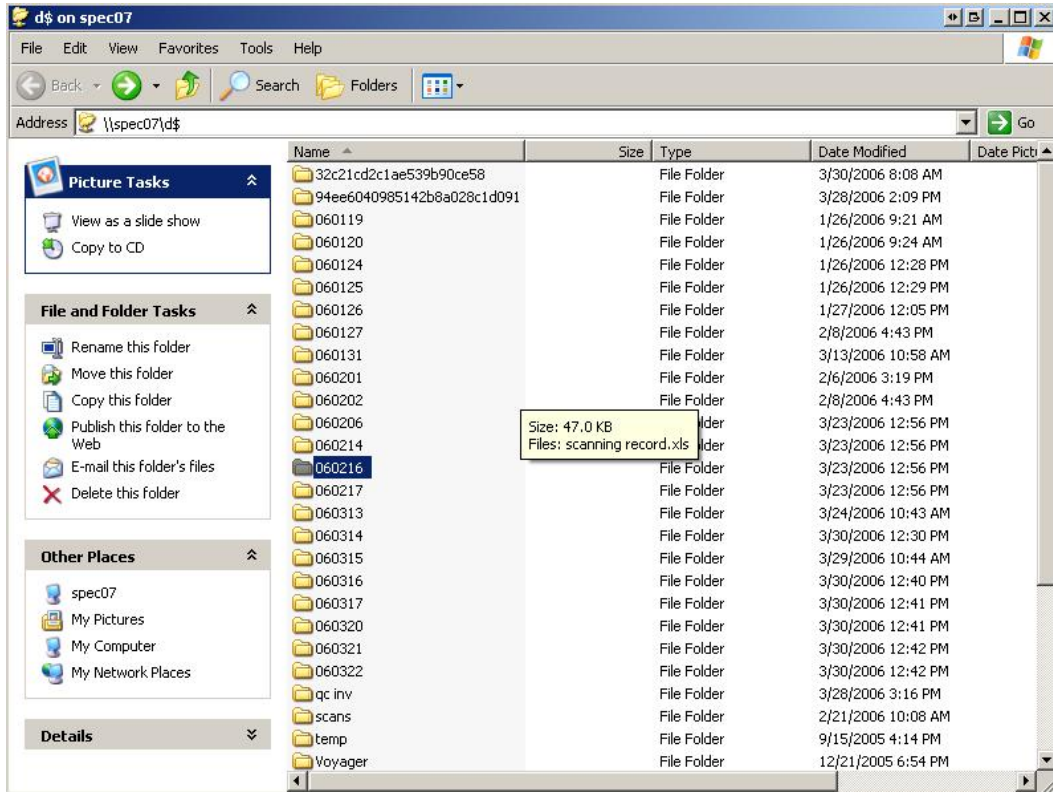 d$ on spec07
File Edit View Favorites Tools Help
Back Search Folders
Address \\spec07\d$ Go
Name Size Type Date Modified Date Pict
32c21cd2c1ae539b90ce58 File Folder 3/30/2006 8:08 AM
94ee6040985142b8a028c1d091 File Folder 3/28/2006 2:09 PM
060119 File Folder 1/26/2006 9:21 AM
060120 File Folder 1/26/2006 9:24 AM
060124 File Folder 1/26/2006 12:28 PM
060125 File Folder 1/26/2006 12:29 PM
060126 File Folder 1/27/2006 12:05 PM
060127 File Folder 2/8/2006 4:43 PM
060131 File Folder 3/13/2006 10:58 AM
060201 File Folder 2/6/2006 3:19 PM
060202 File Folder 2/8/2006 4:43 PM
060206 lder 3/23/2006 12:56 PM
060214 lder 3/23/2006 12:56 PM
060216 File Folder 3/23/2006 12:56 PM
060217 File Folder 3/23/2006 12:56 PM
060313 File Folder 3/24/2006 10:43 AM
060314 File Folder 3/30/2006 12:30 PM
060315 File Folder 3/29/2006 10:44 AM
060316 File Folder 3/30/2006 12:40 PM
060317 File Folder 3/30/2006 12:41 PM
060320 File Folder 3/30/2006 12:41 PM
060321 File Folder 3/30/2006 12:42 PM
060322 File Folder 3/30/2006 12:42 PM
qc inv File Folder 3/28/2006 3:16 PM
scans File Folder 2/21/2006 10:08 AM
temp File Folder 9/15/2005 4:14 PM
Voyager File Folder 12/21/2005 6:54 PM
Size: 47.0 KB
Files: scanning record.xls
Picture Tasks
View as a slide show
Copy to CD
File and Folder Tasks
Rename this folder
Move this folder
Copy this folder
Publish this folder to the
Web
E-mail this folder's files
Delete this folder
Other Places
spec07
My Pictures
My Computer
My Network Places
Details